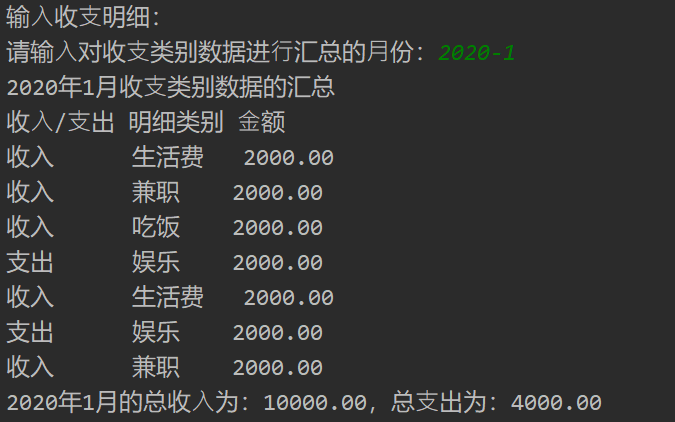 输入收支明细：
请输入对收支类别数据进行汇总的月份：2020-1
2020年1月收支类别数据的汇总
收入/支出 明细类别 金额
收入 生活费 2000.00
收入 兼职 2000.00
收入 吃饭 2000.00
支出 娱乐 2000.00
收入 生活费 2000.00
支出 娱乐 2000.00
收入 兼职 2000.00
2020年1月的总收入为：10000.00，总支出为：4000.00